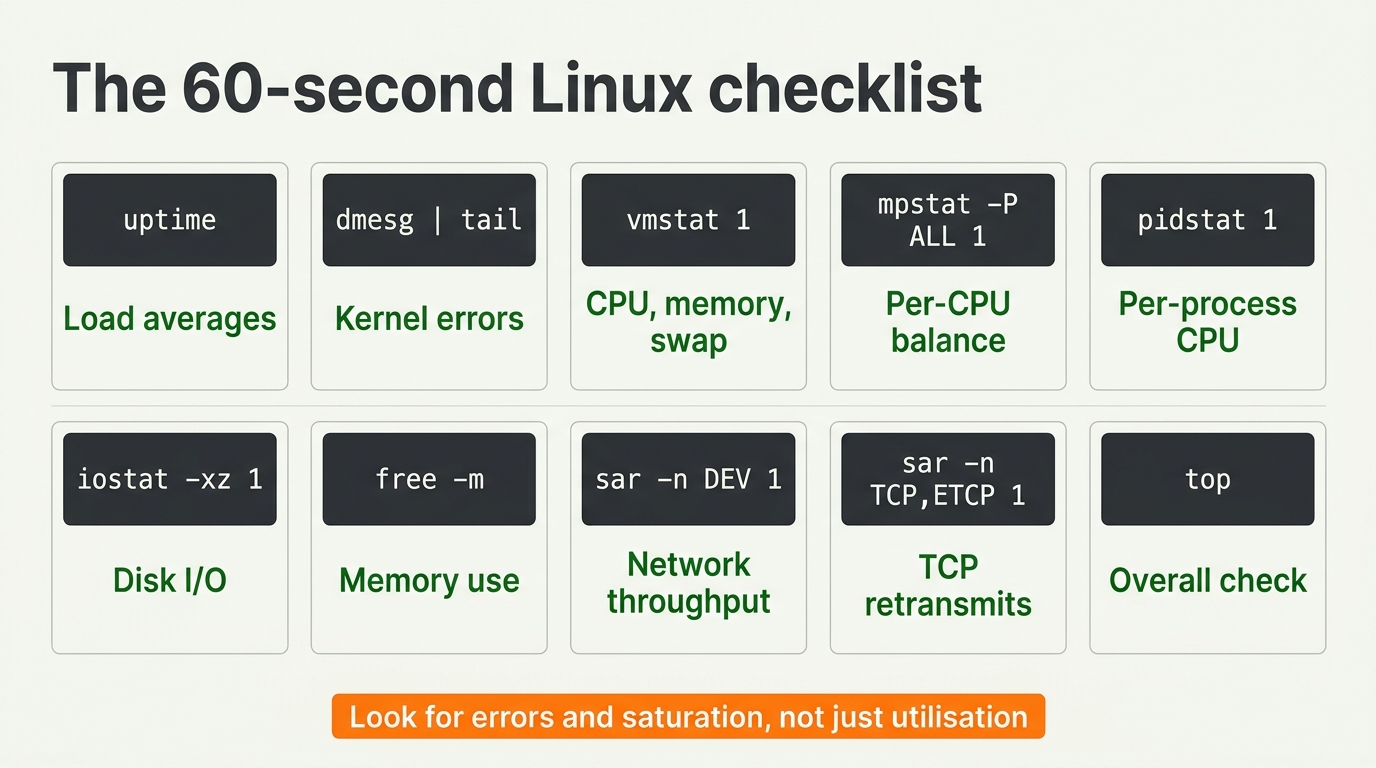 The 60-second Linux checklist
uptime
Load averages
dmesg | tail
Kernel errors
vmstat 1
CPU, memory,
swap
mpstat -P
ALL 1
Per-CPU
balance
pidstat 1
Per-process
CPU
iostat -xz 1
Disk I/O
free -m
Memory use
sar -n DEV 1
Network
throughput
sar -n
TCP,ETCP 1
TCP
retransmits
top
Overall check
Look for errors and saturation, not just utilisation